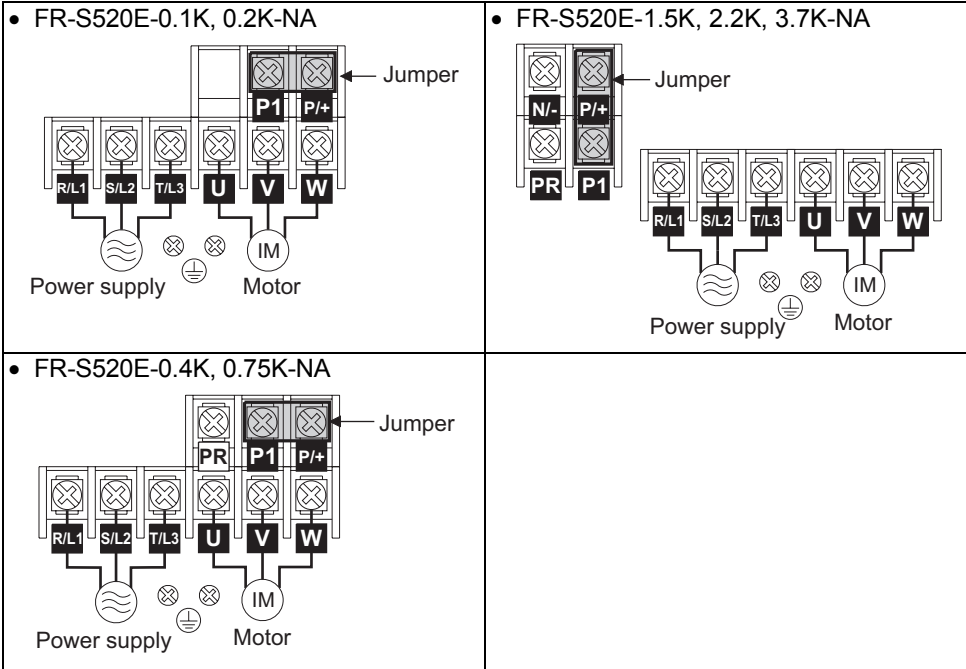 • FR-S520E-0.1K, 0.2K-NA
Jumper
P1 P/+
R/L1 S/L2 T/L3 U V W
IM
Power supply Motor
• FR-S520E-1.5K, 2.2K, 3.7K-NA
Jumper
N/- P/+
PR P1
R/L1 S/L2 T/L3 U V W
IM
Power supply Motor
• FR-S520E-0.4K, 0.75K-NA
Jumper
PR P1 P/+
R/L1 S/L2 T/L3 U V W
IM
Power supply Motor